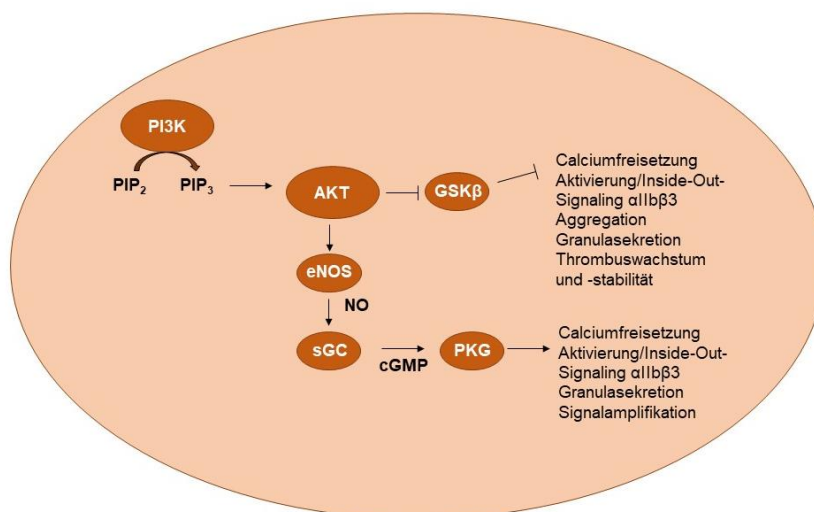 PI3K
PIP₂ PIP₃
AKT
GSKβ
Calciumfreisetzung
Aktivierung/Inside-Out-
Signaling αIIbβ3
Aggregation
Granulasekretion
Thrombuswachstum
und -stabilität
eNOS
NO
sGC
cGMP
PKG
Calciumfreisetzung
Aktivierung/Inside-Out-
Signaling αIIbβ3
Granulasekretion
Signalamplifikation